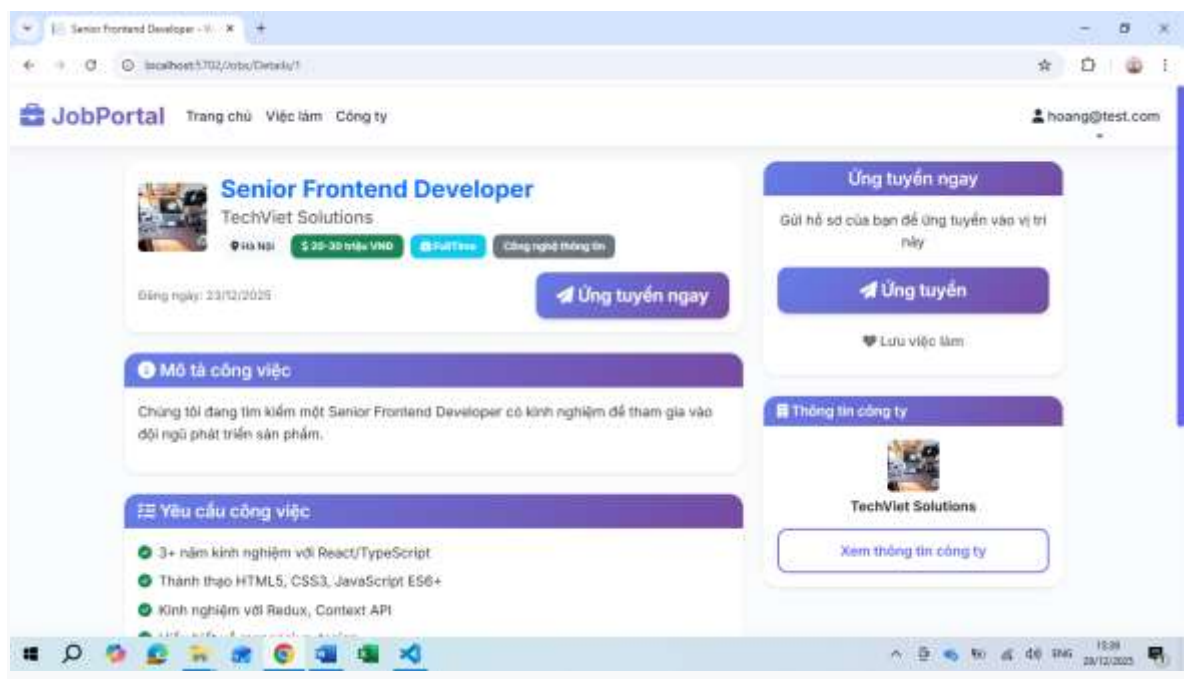 Senior Frontend Developer - Vi
localhost:5702/Jobs/Details/1
JobPortal Trang chủ Việc làm Công ty
hoang@test.com
Senior Frontend Developer
TechViet Solutions
Hà Nội $ 20-30 triệu VNĐ FullTime Công nghệ thông tin
Đăng ngày: 23/12/2025
Ứng tuyển ngay
Mô tả công việc
Chúng tôi đang tìm kiếm một Senior Frontend Developer có kinh nghiệm để tham gia vào
đội ngũ phát triển sản phẩm.
Yêu cầu công việc
3+ năm kinh nghiệm với React/TypeScript
Thành thạo HTML5, CSS3, JavaScript ES6+
Kinh nghiệm với Redux, Context API
Ứng tuyển ngay
Gửi hồ sơ của bạn để ứng tuyển vào vị trí
này
Ứng tuyển
Lưu việc làm
Thông tin công ty
TechViet Solutions
Xem thông tin công ty
ENG